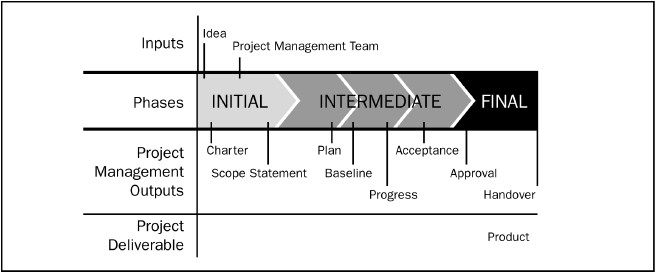 Inputs
Idea
Project Management Team
Phases
INITIAL
INTERMEDIATE
FINAL
Project
Management
Outputs
Charter
Scope Statement
Plan
Baseline
Progress
Acceptance
Approval
Handover
Project
Deliverable
Product